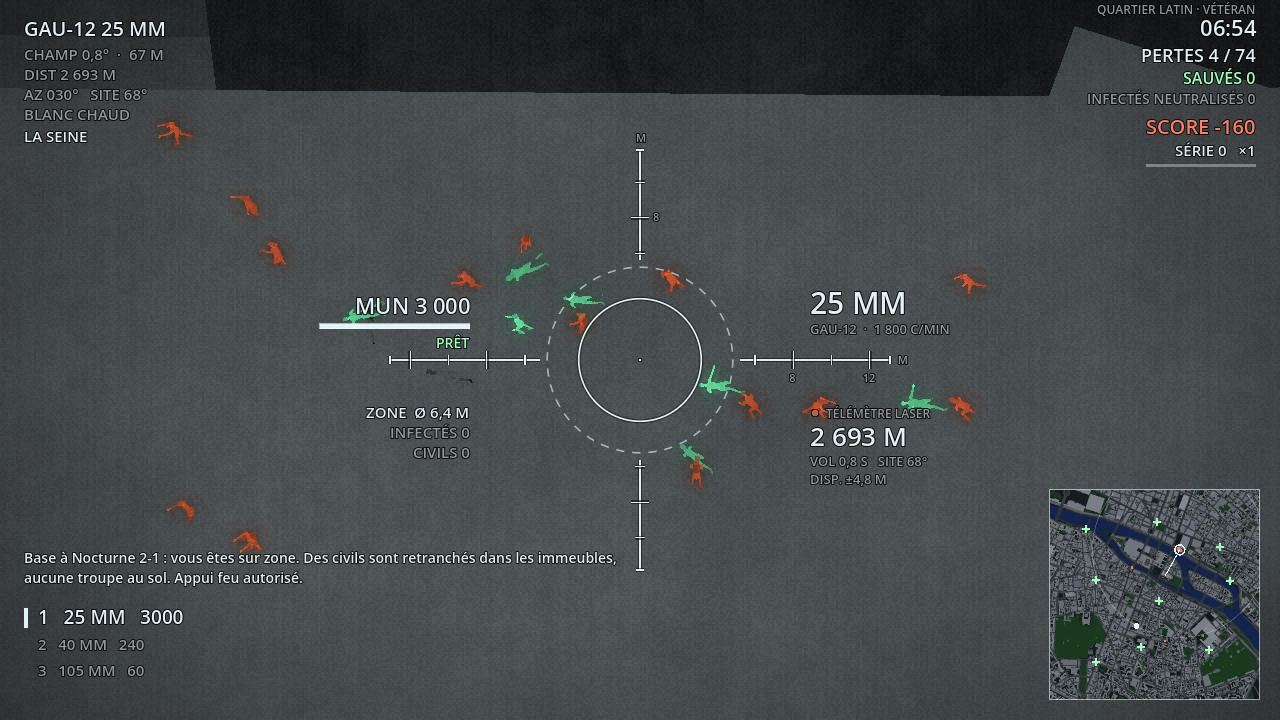 GAU-12 25 MM
CHAMP 0,8° · 67 M
DIST 2 693 M
AZ 030° SITE 68°
BLANC CHAUD
LA SEINE
QUARTIER LATIN · VÉTÉRAN
06:54
PERTES 4 / 74
SAUVÉS 0
INFECTÉS NEUTRALISÉS 0
SCORE -160
SÉRIE 0 ×1
M
8
MUN 3 000
PRÊT
25 MM
GAU-12 · 1 800 C/MIN
M
8 12
ZONE Ø 6,4 M
INFECTÉS 0
CIVILS 0
TÉLÉMÈTRE LASER
2 693 M
VOL 0,8 S SITE 68°
DISP. ±4,8 M
Base à Nocturne 2-1 : vous êtes sur zone. Des civils sont retranchés dans les immeubles,
aucune troupe au sol. Appui feu autorisé.
1 25 MM 3000
2 40 MM 240
3 105 MM 60